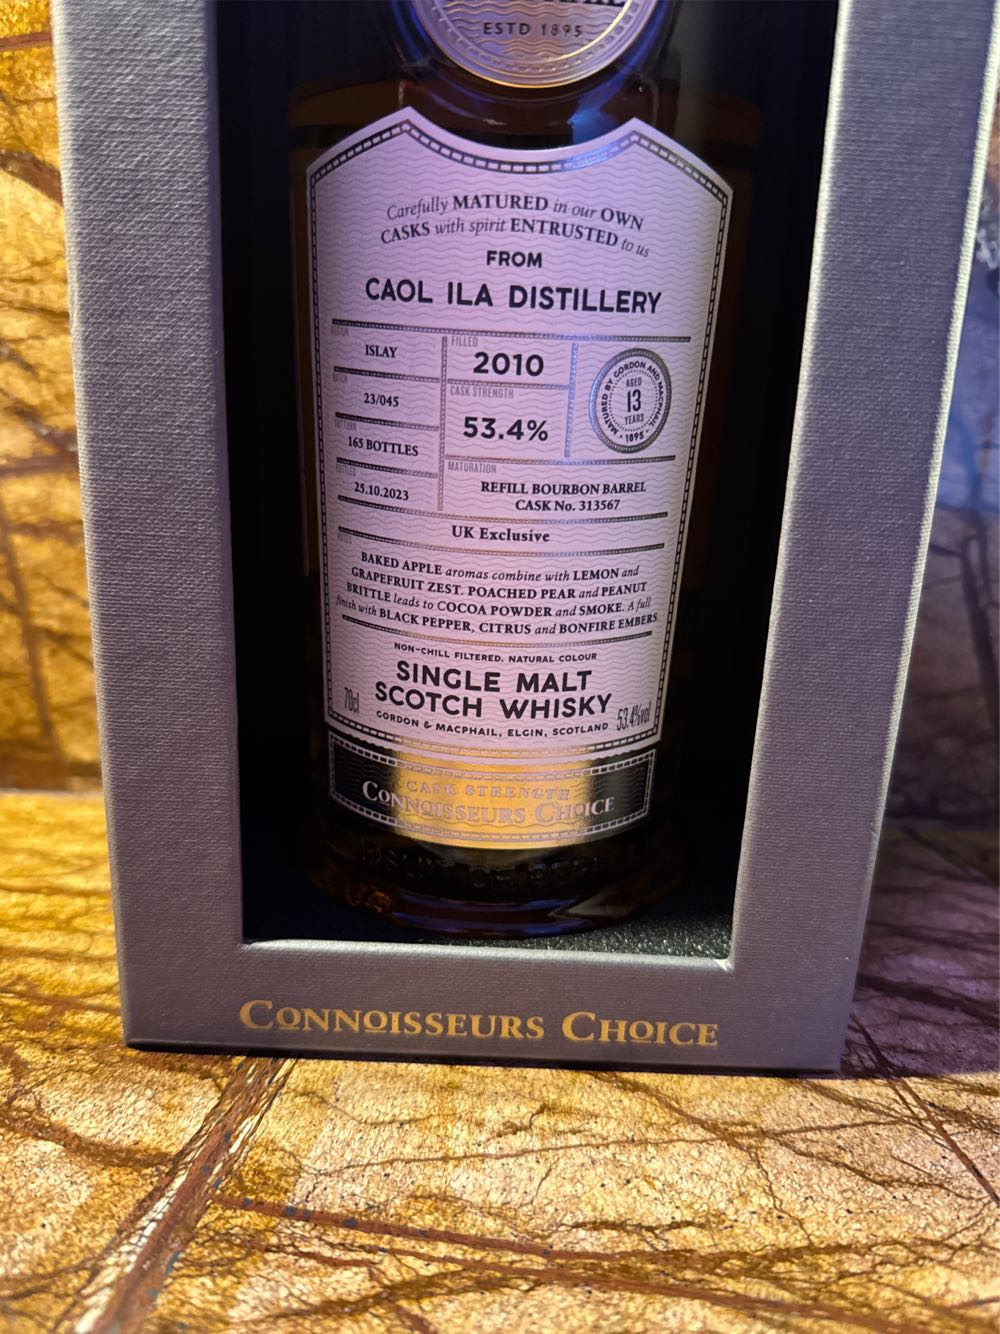 ESTD 1895
Carefully MATURED in our OWN
CASKS with spirit ENTRUSTED to us
FROM
CAOL ILA DISTILLERY
REGION
ISLAY
BATCH
23/045
OUTTURN
165 BOTTLES
BOTTLED
25.10.2023
FILLED
2010
CASK STRENGTH
53.4%
MATURED BY GORDON AND MACPHAIL
AGED
13
YEARS
• 1895 •
MATURATION
REFILL BOURBON BARREL
CASK No. 313567
UK Exclusive
NOTES
BAKED APPLE aromas combine with LEMON and
GRAPEFRUIT ZEST. POACHED PEAR and PEANUT
BRITTLE leads to COCOA POWDER and SMOKE. A full
finish with BLACK PEPPER, CITRUS and BONFIRE EMBERS.
NON-CHILL FILTERED. NATURAL COLOUR
SINGLE MALT
SCOTCH WHISKY
70cl
53.4%vol
GORDON & MACPHAIL, ELGIN, SCOTLAND
CASK STRENGTH
CONNOISSEURS CHOICE
CONNOISSEURS CHOICE